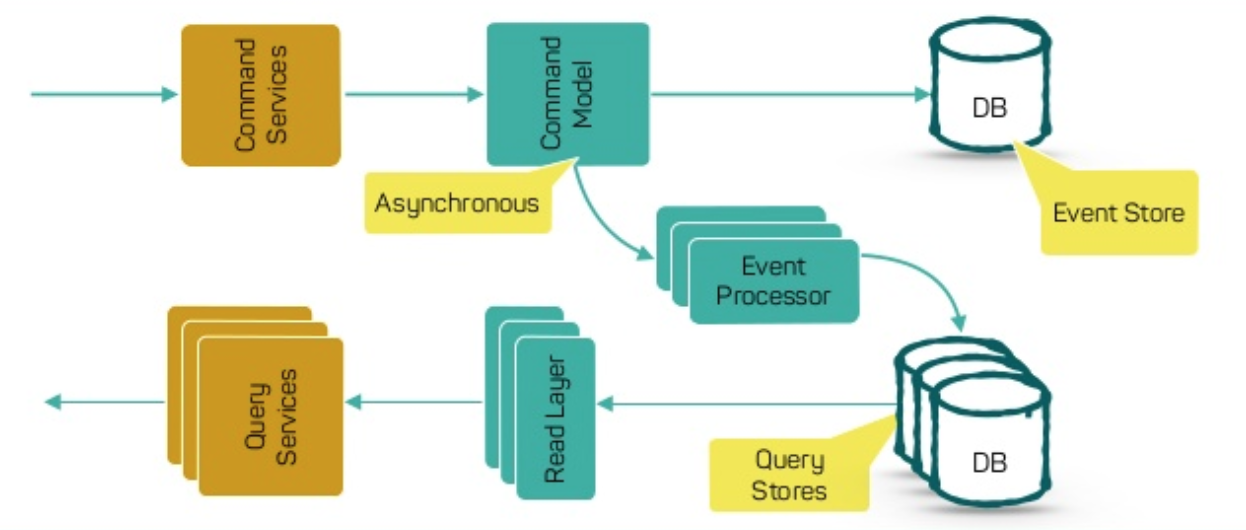 Command
Services
Command
Model
DB
Asynchronous
Event Store
Event
Processor
Query
Services
Read Layer
Query
Stores
DB